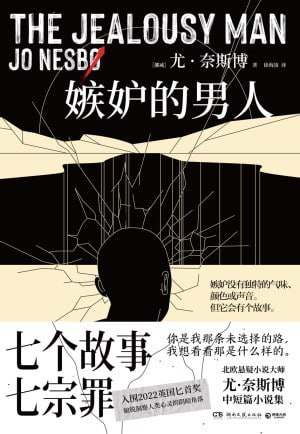 THE JEALOUSY MAN
JO NESBØ
[挪威] 尤·奈斯博 著
嫉妒的男人
嫉妒没有独特的气味、
颜色或声音。
但它会有个故事。
七个故事
七宗罪
你是我那条未选择的路，
我想看看那是什么样的。
入围2022英国匕首奖
北欧悬疑小说大师
尤·奈斯博
中短篇小说集
湖南文艺出版社
博集天卷